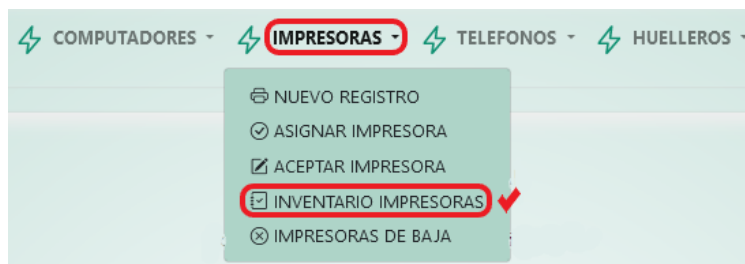 COMPUTADORES IMPRESORAS TELEFONOS HUELLEROS
NUEVO REGISTRO
ASIGNAR IMPRESORA
ACEPTAR IMPRESORA
INVENTARIO IMPRESORAS
IMPRESORAS DE BAJA